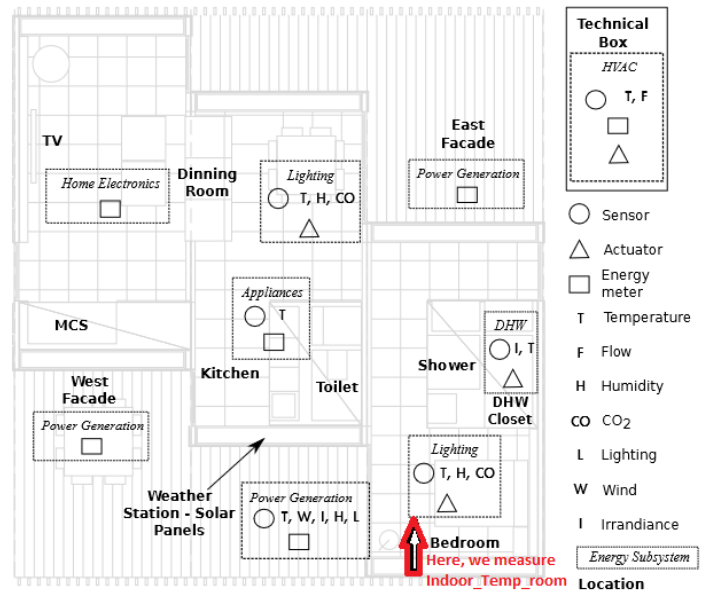 Technical
Box
HVAC
T, F
TV
Home Electronics
Dinning
Room
Lighting
T, H, CO
East
Facade
Power Generation
Sensor
Actuator
Energy
meter
T Temperature
F Flow
H Humidity
CO CO2
L Lighting
W Wind
I Irrandiance
Energy Subsystem
Location
Appliances
T
MCS
Kitchen
Toilet
Shower
DHW
I, T
DHW
Closet
West
Facade
Power Generation
Lighting
T, H, CO
Weather
Station - Solar
Panels
Power Generation
T, W, I, H, L
Bedroom
Here, we measure
Indoor_Temp_room